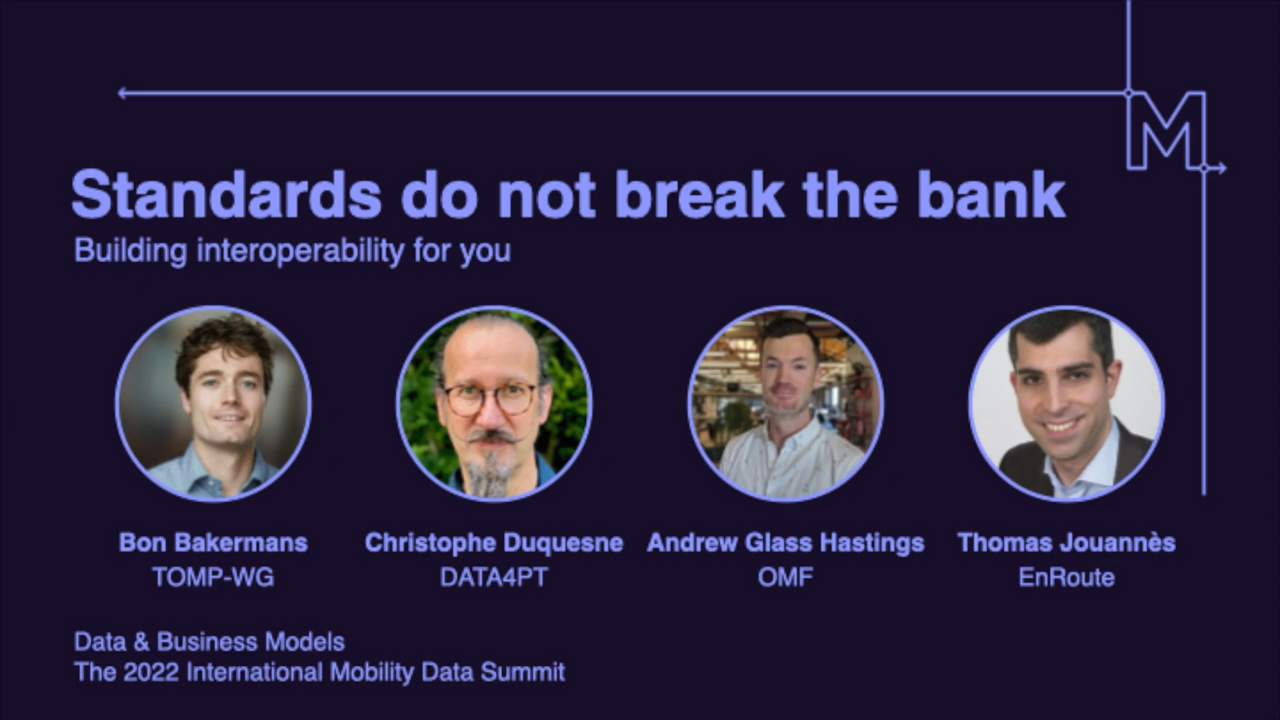 M
Standards do not break the bank
Building interoperability for you
Bon Bakermans
TOMP-WG
Christophe Duquesne
DATA4PT
Andrew Glass Hastings
OMF
Thomas Jouannès
EnRoute
Data & Business Models
The 2022 International Mobility Data Summit